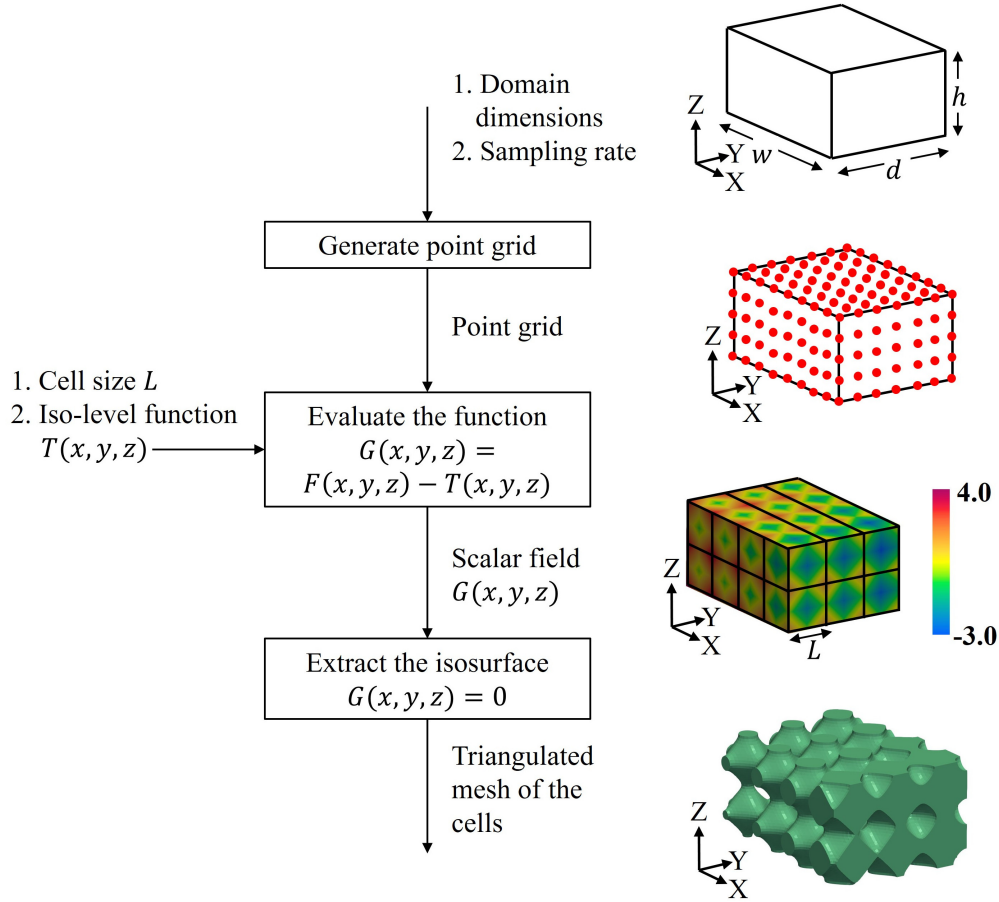 1. Domain
dimensions
2. Sampling rate
Z
Y
X
w
d
h
Generate point grid
Point grid
Z
Y
X
1. Cell size L
2. Iso-level function
T(x, y, z)
Evaluate the function
G(x, y, z) =
F(x, y, z) − T(x, y, z)
4.0
-3.0
Z
Y
X
L
Scalar field
G(x, y, z)
Extract the isosurface
G(x, y, z) = 0
Triangulated
mesh of the
cells
Z
Y
X